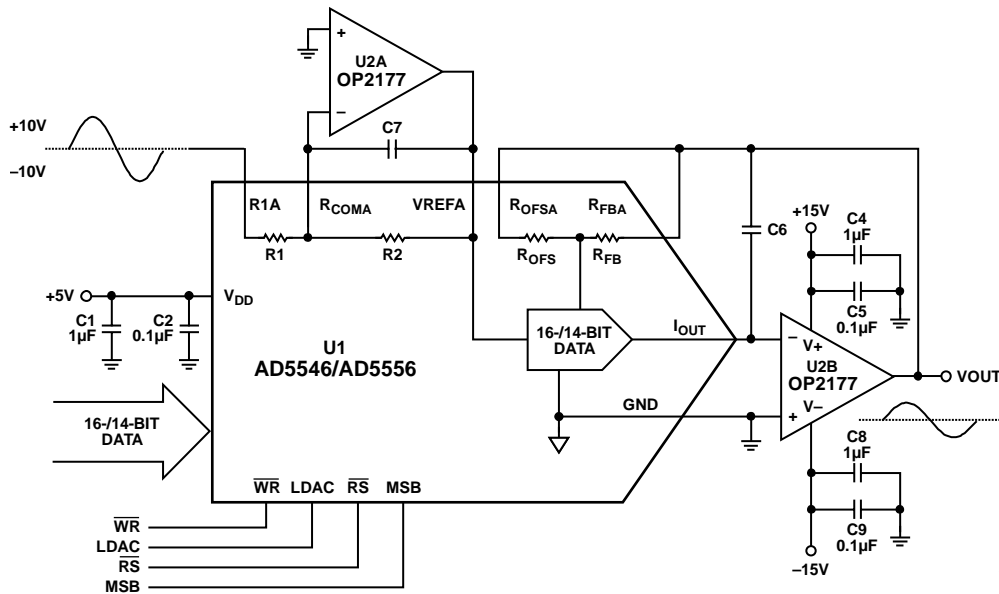 U2A
OP2177
+
–
C7
+10V
–10V
R1A
RCOMA
VREFA
ROFSA
RFBA
R1
R2
ROFS
RFB
C6
+15V
C4
1µF
C5
0.1µF
+5V
C1
1µF
C2
0.1µF
VDD
U1
AD5546/AD5556
16-/14-BIT
DATA
IOUT
GND
–
V+
U2B
OP2177
+
V–
VOUT
16-/14-BIT
DATA
C8
1µF
C9
0.1µF
–15V
WR LDAC RS MSB
WR
LDAC
RS
MSB